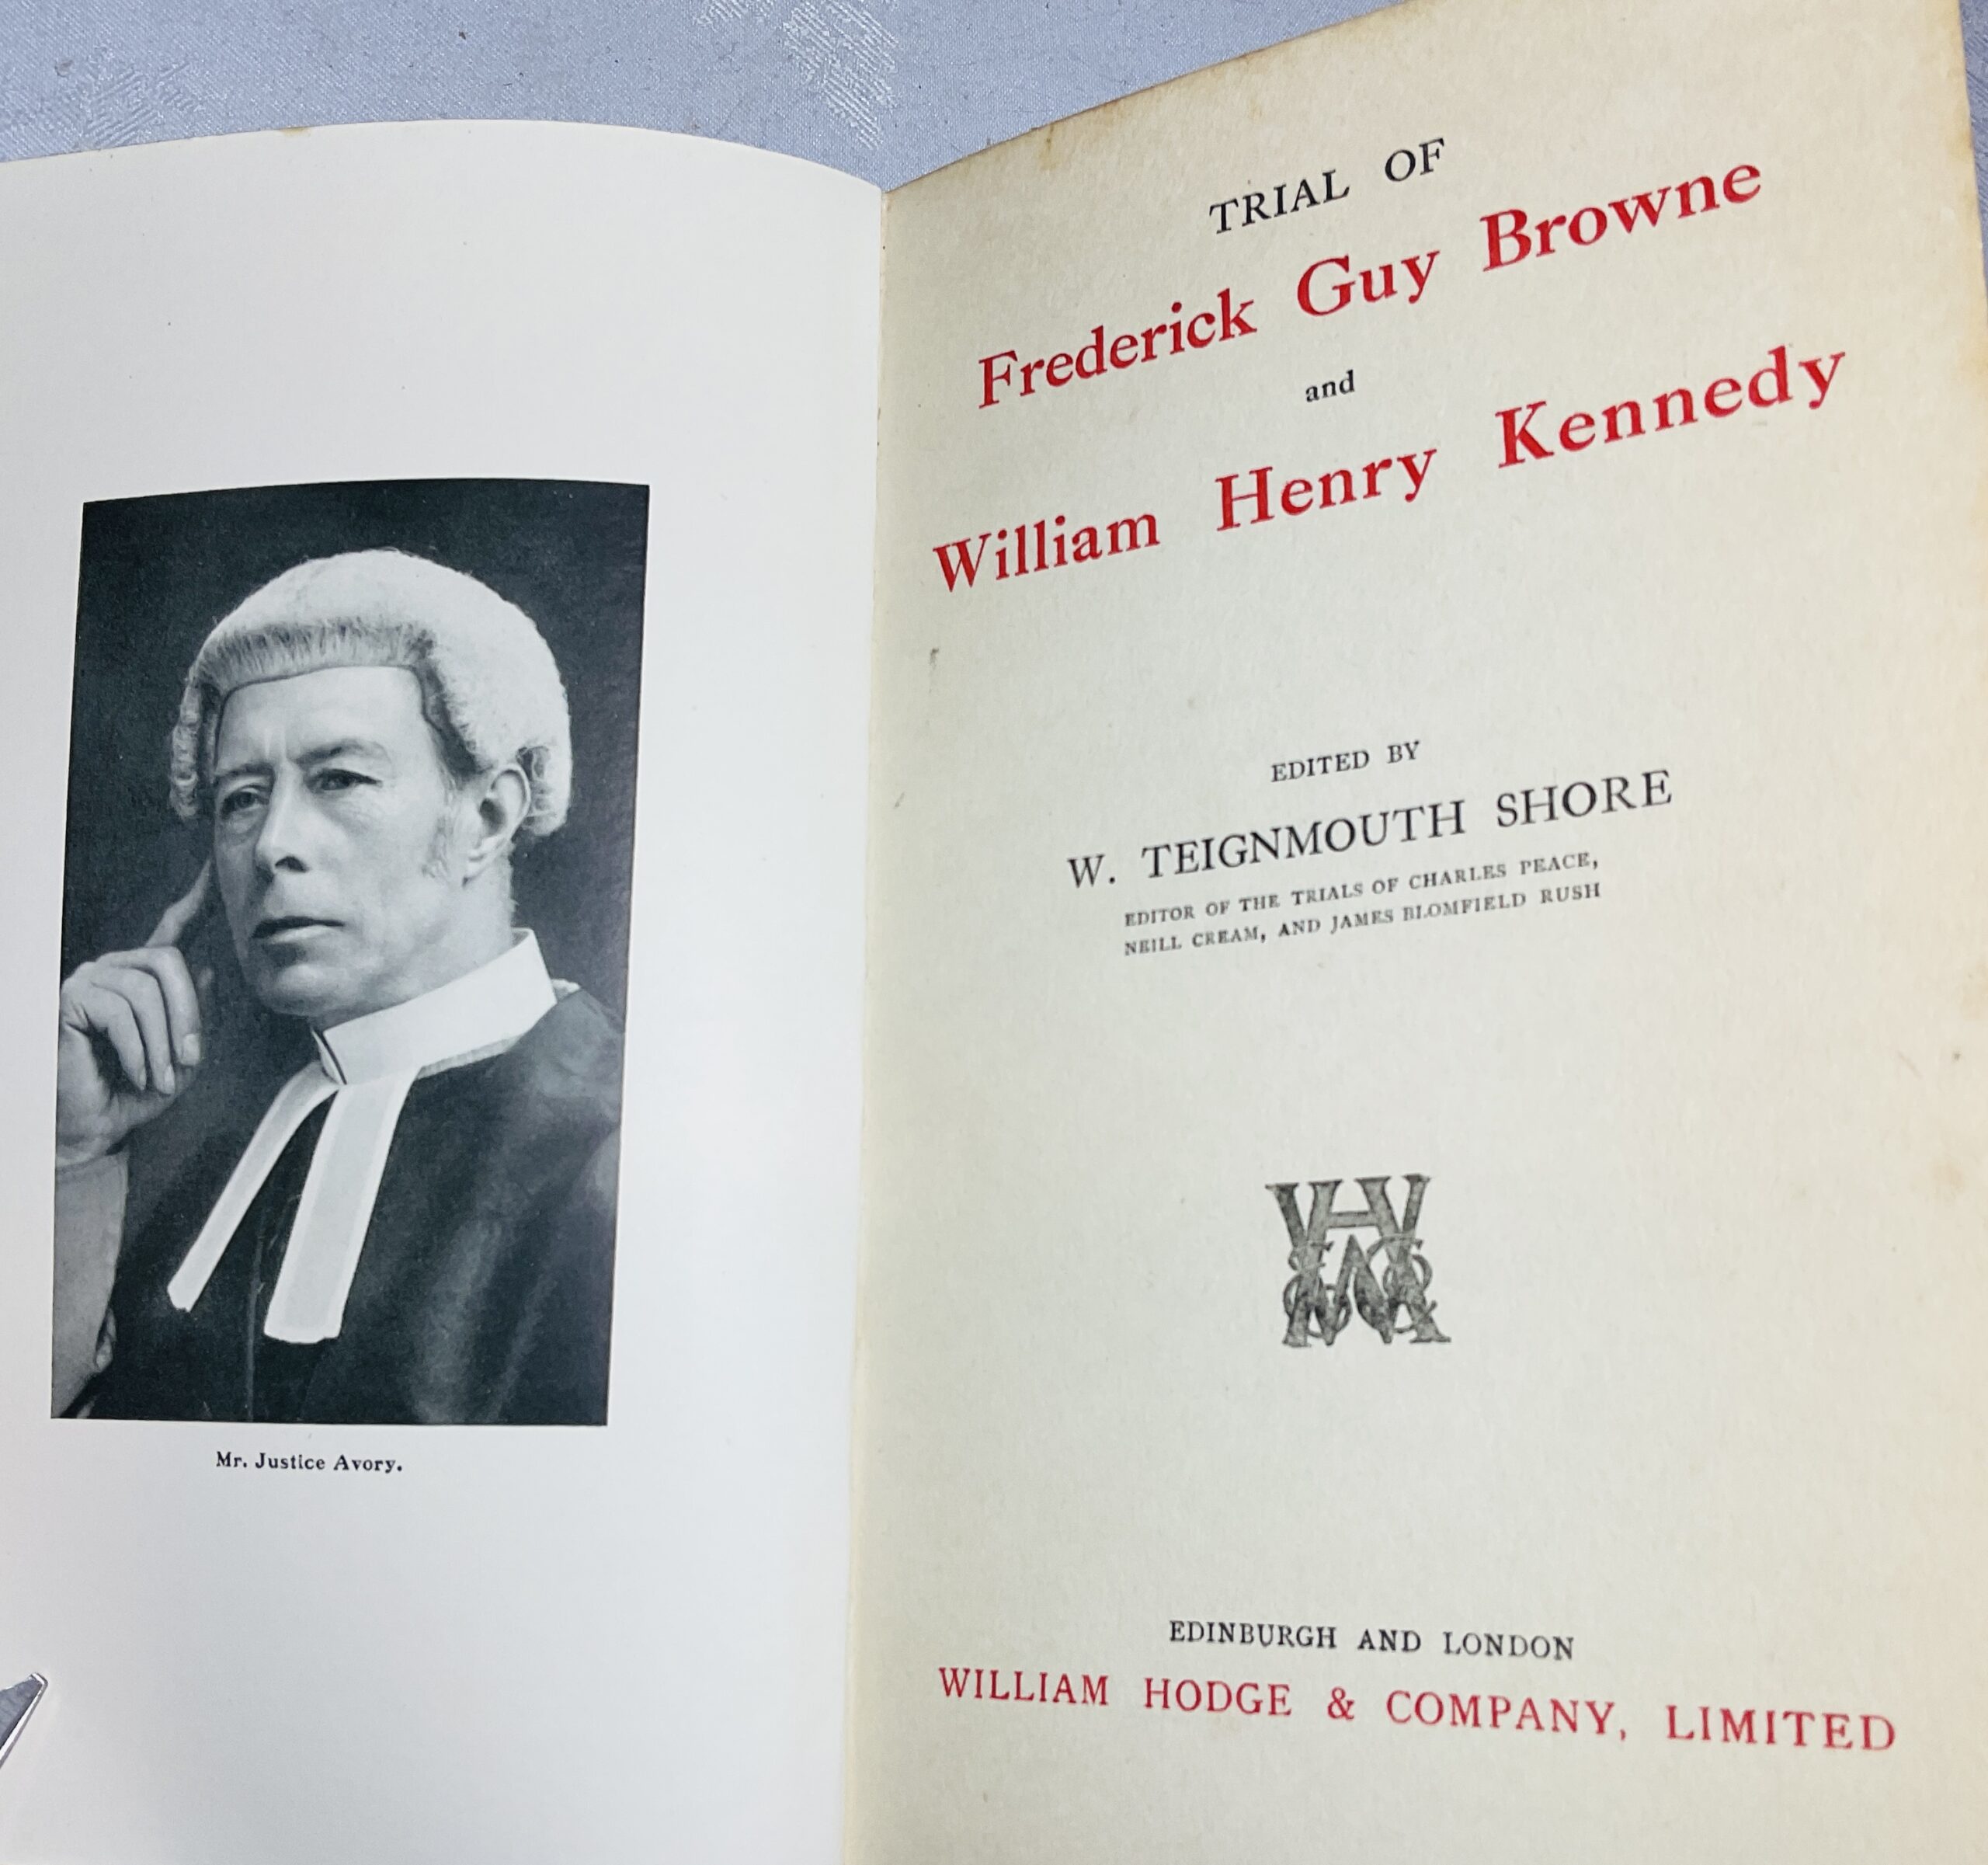 Mr. Justice Avory.
TRIAL OF
Frederick Guy Browne
and
William Henry Kennedy
EDITED BY
W. TEIGNMOUTH SHORE
EDITOR OF THE TRIALS OF CHARLES PEACE,
NEILL CREAM, AND JAMES BLOMFIELD RUSH
EDINBURGH AND LONDON
WILLIAM HODGE & COMPANY, LIMITED